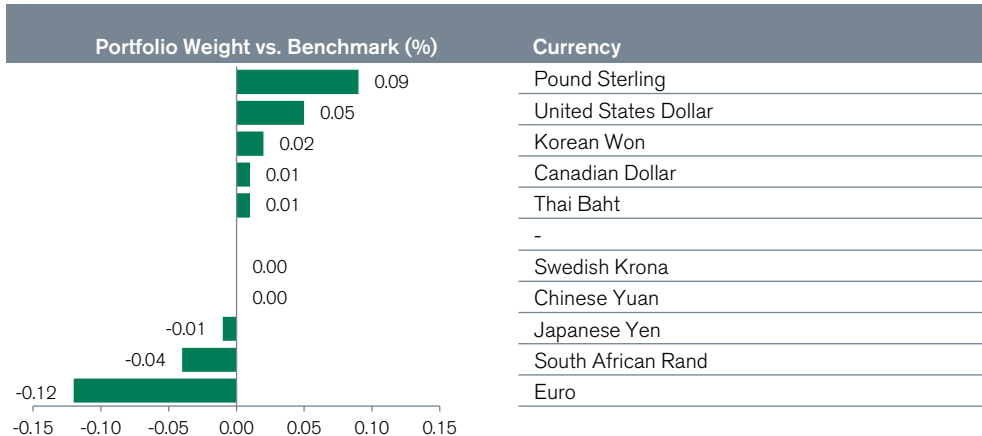 Portfolio Weight vs. Benchmark (%) Currency
0.09 Pound Sterling
0.05 United States Dollar
0.02 Korean Won
0.01 Canadian Dollar
0.01 Thai Baht
-
0.00 Swedish Krona
0.00 Chinese Yuan
-0.01 Japanese Yen
-0.04 South African Rand
-0.12 Euro
-0.15 -0.10 -0.05 0.00 0.05 0.10 0.15